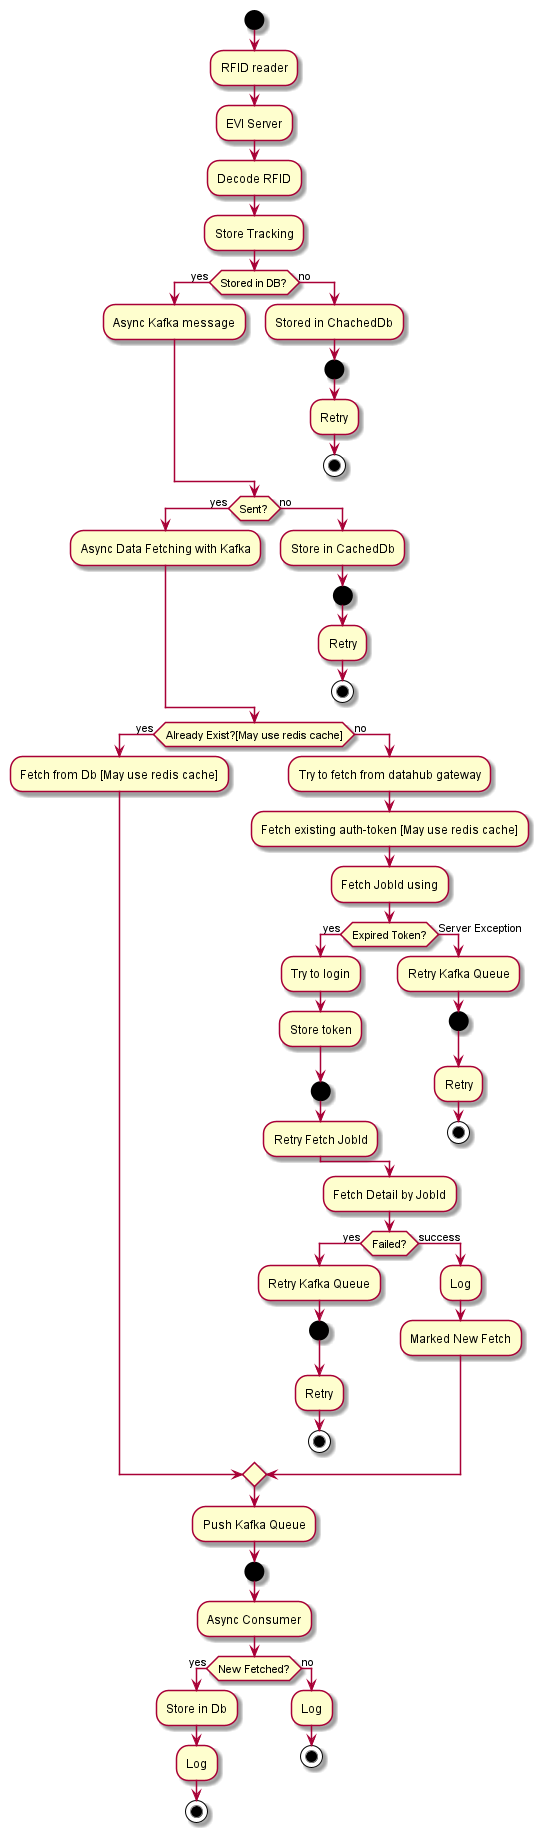 RFID reader
EVI Server
Decode RFID
Store Tracking
yes
Stored in DB?
no
Async Kafka message
Stored in ChachedDb
Retry
yes
Sent?
no
Async Data Fetching with Kafka
Store in CachedDb
Retry
yes
Already Exist?[May use redis cache]
no
Fetch from Db [May use redis cache]
Try to fetch from datahub gateway
Fetch existing auth-token [May use redis cache]
Fetch JobId using
yes
Expired Token?
Server Exception
Try to login
Retry Kafka Queue
Store token
Retry
Retry Fetch JobId
Fetch Detail by JobId
yes
Failed?
success
Retry Kafka Queue
Log
Marked New Fetch
Retry
Push Kafka Queue
Async Consumer
yes
New Fetched?
no
Store in Db
Log
Log